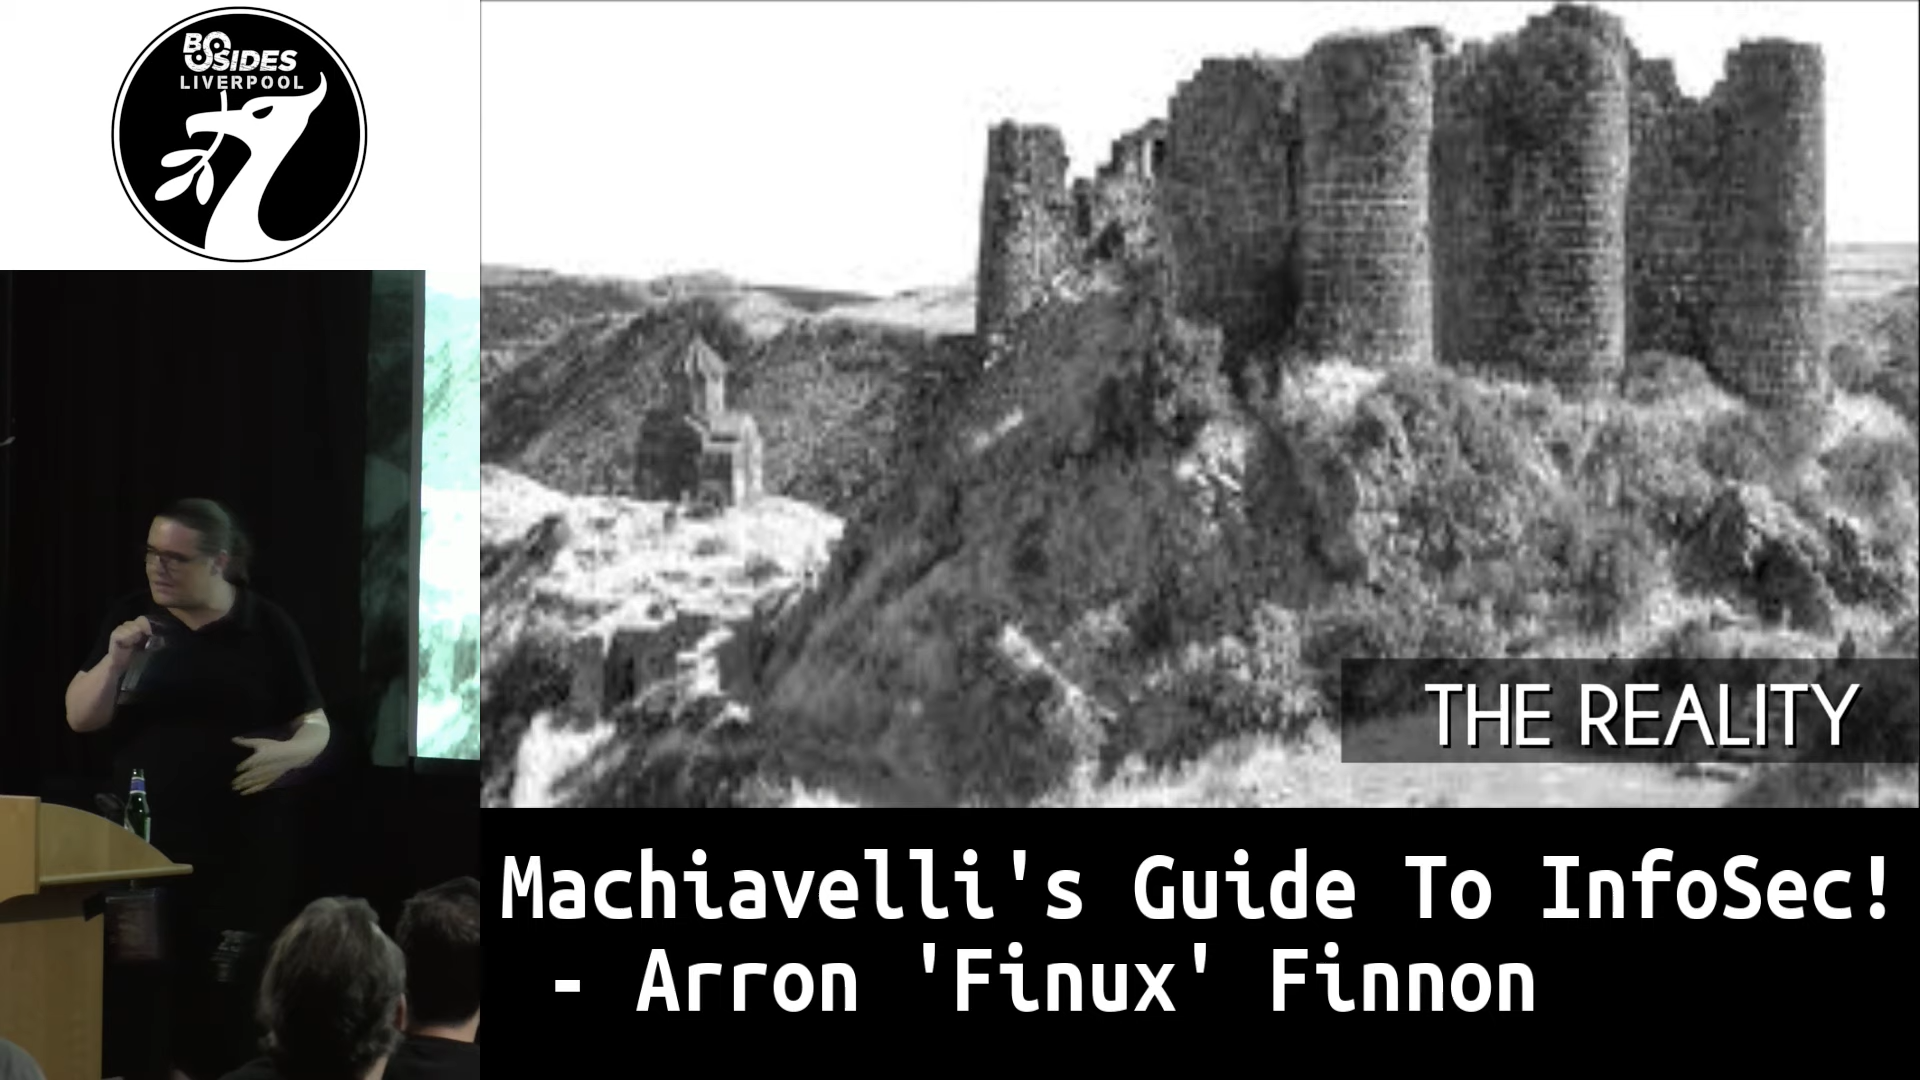 BSIDES
LIVERPOOL
THE REALITY
Machiavelli's Guide To InfoSec!
- Arron 'Finux' Finnon